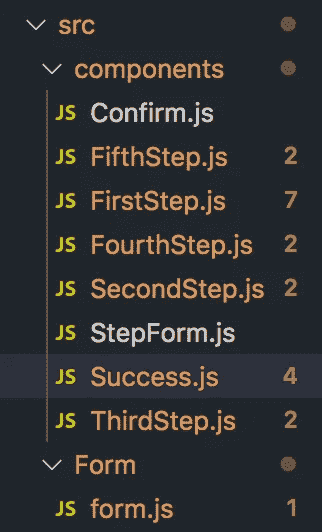 src
components
JS Confirm.js
JS FifthStep.js 2
JS FirstStep.js 7
JS FourthStep.js 2
JS SecondStep.js 2
JS StepForm.js
JS Success.js 4
JS ThirdStep.js 2
Form
JS form.js 1